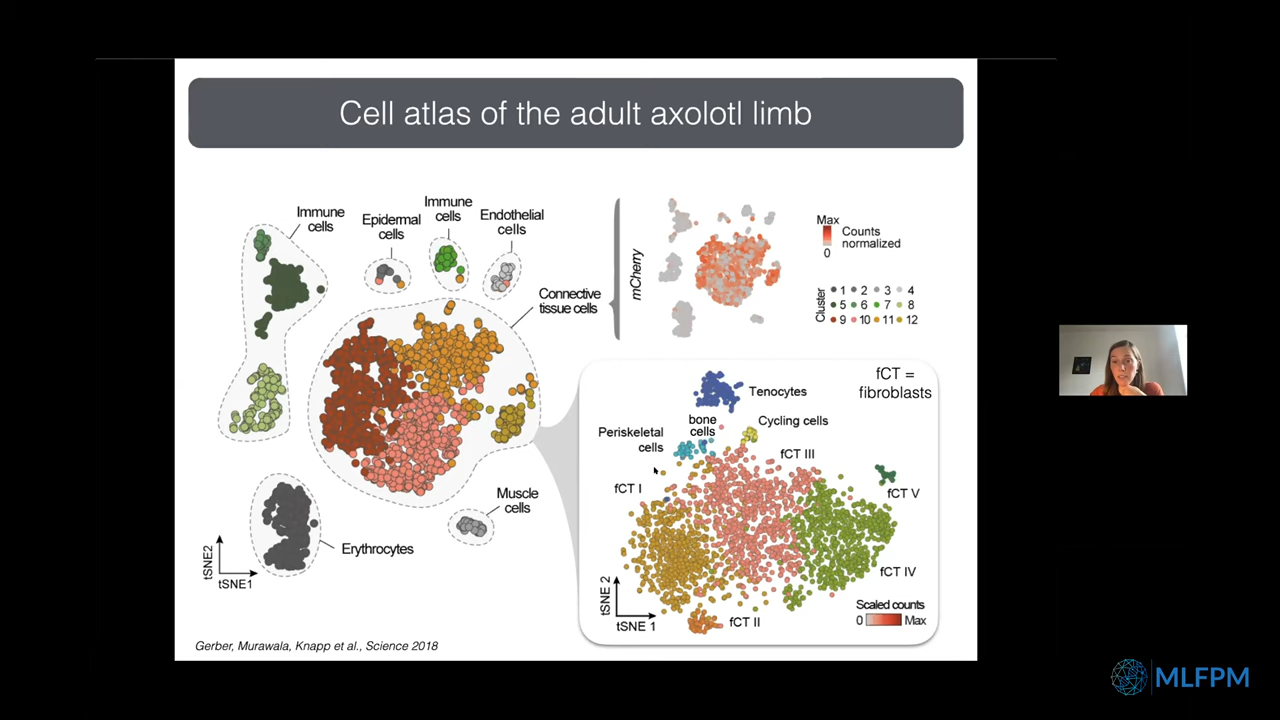 Cell atlas of the adult axolotl limb
Immune
cells
Epidermal
cells
Immune
cells
Endothelial
cells
Connective
tissue cells
Muscle
cells
Erythrocytes
tSNE2
tSNE1
mCherry
Max
0
Counts
normalized
Cluster
1 2 3 4
5 6 7 8
9 10 11 12
fCT =
fibroblasts
Tenocytes
bone
cells
Cycling cells
Periskeletal
cells
fCT III
fCT I
fCT V
fCT IV
fCT II
tSNE 2
tSNE 1
Scaled counts
0 Max
Gerber, Murawala, Knapp et al., Science 2018
MLFPM